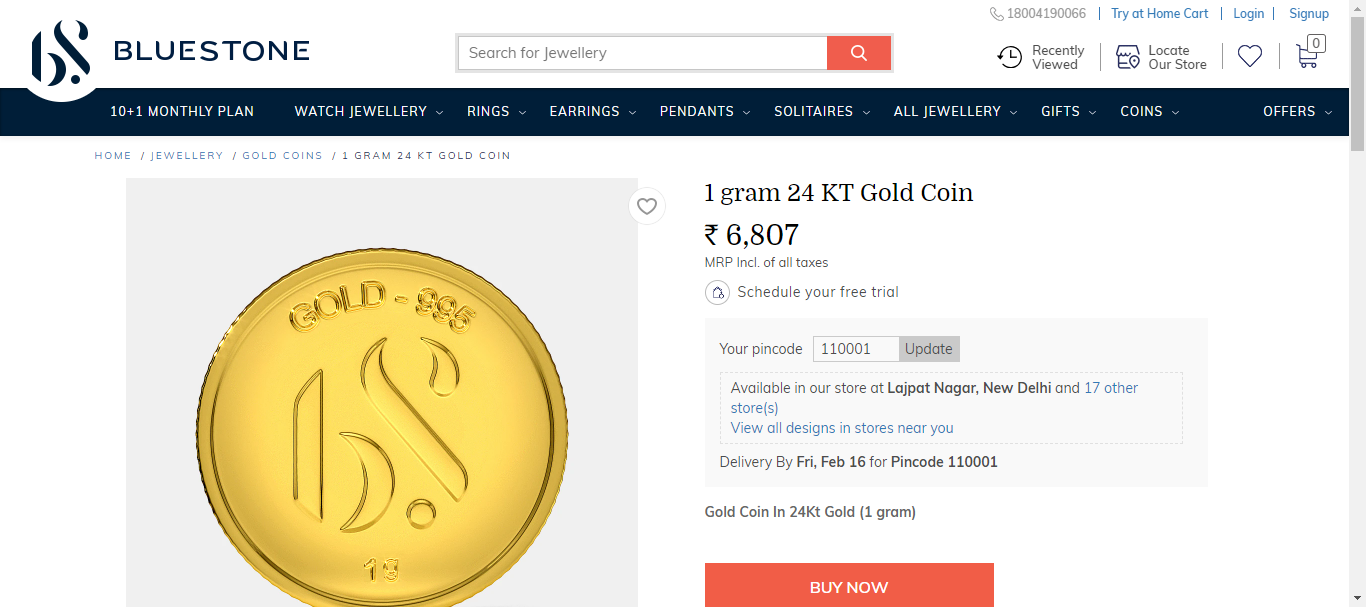 18004190066 | Try at Home Cart | Login | Signup
BLUESTONE
Search for Jewellery
Recently
Viewed
Locate
Our Store
0
10+1 MONTHLY PLAN WATCH JEWELLERY RINGS EARRINGS PENDANTS SOLITAIRES ALL JEWELLERY GIFTS COINS OFFERS
HOME / JEWELLERY / GOLD COINS / 1 GRAM 24 KT GOLD COIN
GOLD - 995
1g
1 gram 24 KT Gold Coin
₹ 6,807
MRP Incl. of all taxes
Schedule your free trial
Your pincode 110001 Update
Available in our store at Lajpat Nagar, New Delhi and 17 other
store(s)
View all designs in stores near you
Delivery By Fri, Feb 16 for Pincode 110001
Gold Coin In 24Kt Gold (1 gram)
BUY NOW